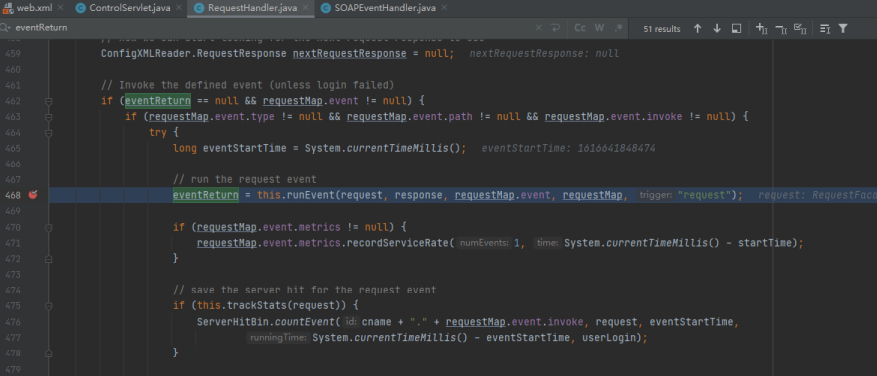 web.xml ControlServlet.java RequestHandler.java SOAPEventHandler.java
eventReturn Cc W 51 results
459 ConfigXMLReader.RequestResponse nextRequestResponse = null; nextRequestResponse: null
460
461 // Invoke the defined event (unless login failed)
462 if (eventReturn == null && requestMap.event != null) {
463 if (requestMap.event.type != null && requestMap.event.path != null && requestMap.event.invoke != null) {
464 try {
465 long eventStartTime = System.currentTimeMillis(); eventStartTime: 1616641848474
466
467 // run the request event
468 eventReturn = this.runEvent(request, response, requestMap.event, requestMap, trigger: "request"); request: RequestFaca
469
470 if (requestMap.event.metrics != null) {
471 requestMap.event.metrics.recordServiceRate( numEvents: 1, time: System.currentTimeMillis() - startTime);
472 }
473
474 // save the server hit for the request event
475 if (this.trackStats(request)) {
476 ServerHitBin.countEvent( id: cname + "." + requestMap.event.invoke, request, eventStartTime,
477 runningTime: System.currentTimeMillis() - eventStartTime, userLogin);
478 }
479